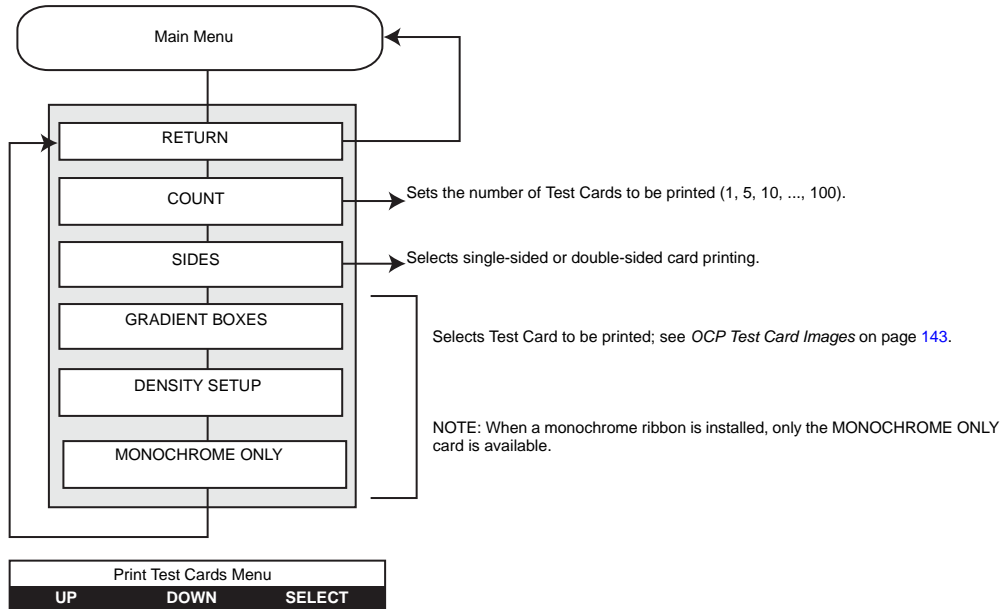 Main Menu
RETURN
COUNT
Sets the number of Test Cards to be printed (1, 5, 10, ..., 100).
SIDES
Selects single-sided or double-sided card printing.
GRADIENT BOXES
Selects Test Card to be printed; see OCP Test Card Images on page 143.
DENSITY SETUP
NOTE: When a monochrome ribbon is installed, only the MONOCHROME ONLY
card is available.
MONOCHROME ONLY
Print Test Cards Menu
UP DOWN SELECT